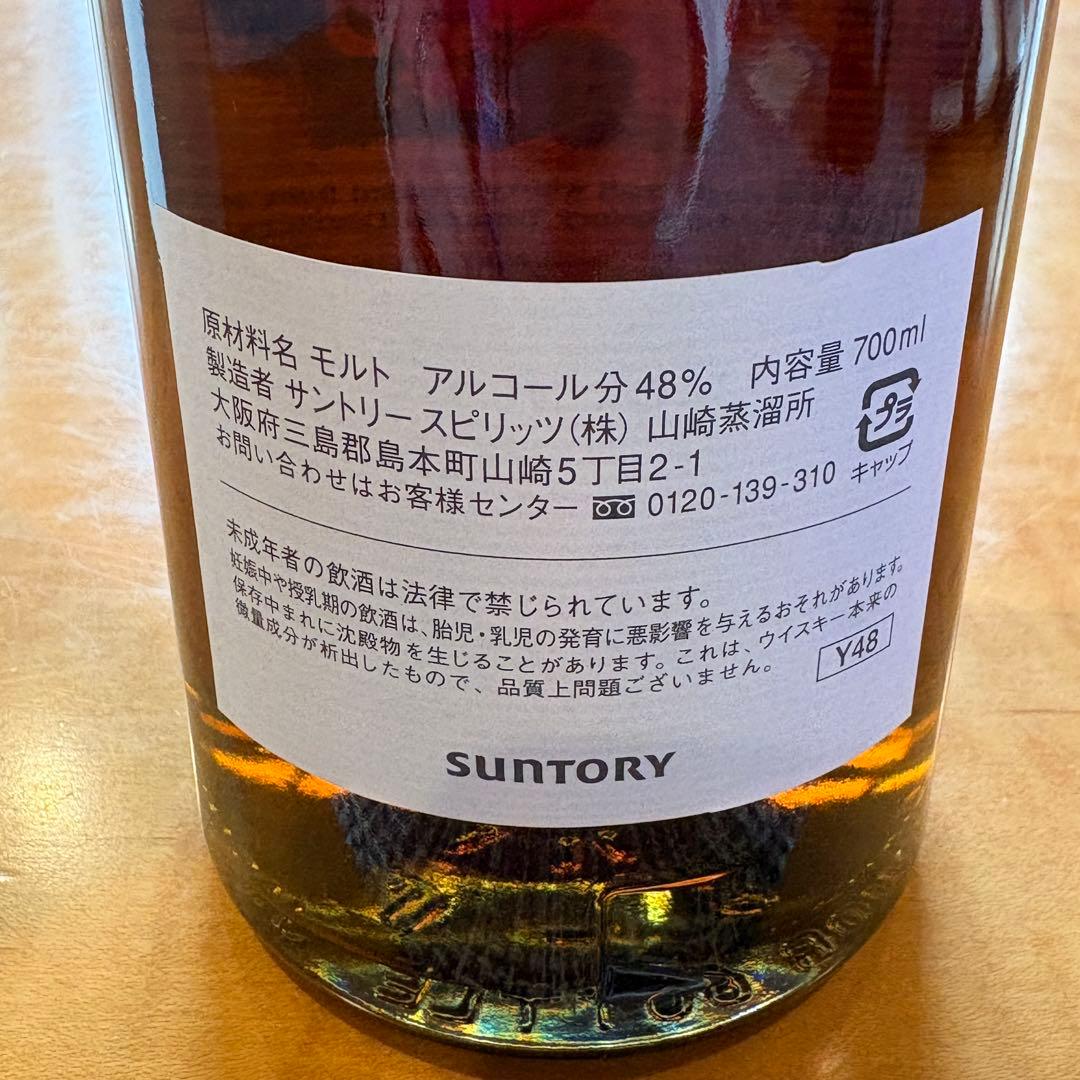 原材料名 モルト アルコール分48% 内容量700ml
製造者 サントリースピリッツ(株) 山崎蒸溜所
大阪府三島郡島本町山崎5丁目2-1
お問い合わせはお客様センター 0120-139-310
プラ
キャップ
未成年者の飲酒は法律で禁じられています。
妊娠中や授乳期の飲酒は、胎児・乳児の発育に悪影響を与えるおそれがあります。
保存中まれに沈殿物を生じることがあります。これは、ウイスキー本来の
微量成分が析出したもので、品質上問題ございません。
Y48
SUNTORY